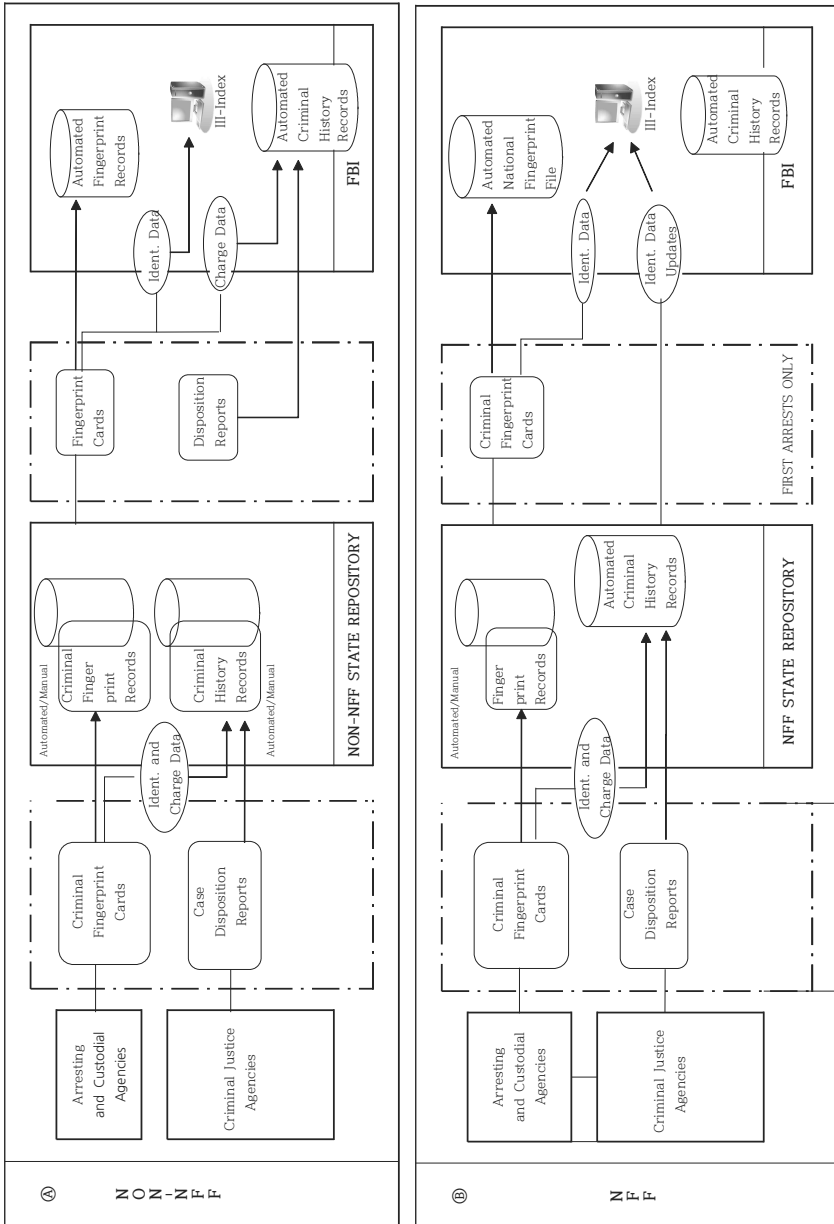 Ⓐ
NON-NFF
Arresting
and Custodial
Agencies
Criminal Justice
Agencies
Criminal
Fingerprint
Cards
Case
Disposition
Reports
Ident. and
Charge Data
Automated/Manual
Criminal
Finger
print
Records
Criminal
History
Records
Automated/Manual
NON-NFF STATE REPOSITORY
Fingerprint
Cards
Disposition
Reports
Ident. Data
Charge Data
Automated
Fingerprint
Records
III-Index
Automated
Criminal
History
Records
FBI
Ⓑ
NFF
Arresting
and Custodial
Agencies
Criminal Justice
Agencies
Criminal
Fingerprint
Cards
Case
Disposition
Reports
Ident. and
Charge Data
Automated/Manual
Finger
print
Records
Automated
Criminal
History
Records
NFF STATE REPOSITORY
Criminal
Fingerprint
Cards
FIRST ARRESTS ONLY
Ident. Data
Ident. Data
Updates
Automated
National
Fingerprint
File
III-Index
Automated
Criminal
History
Records
FBI